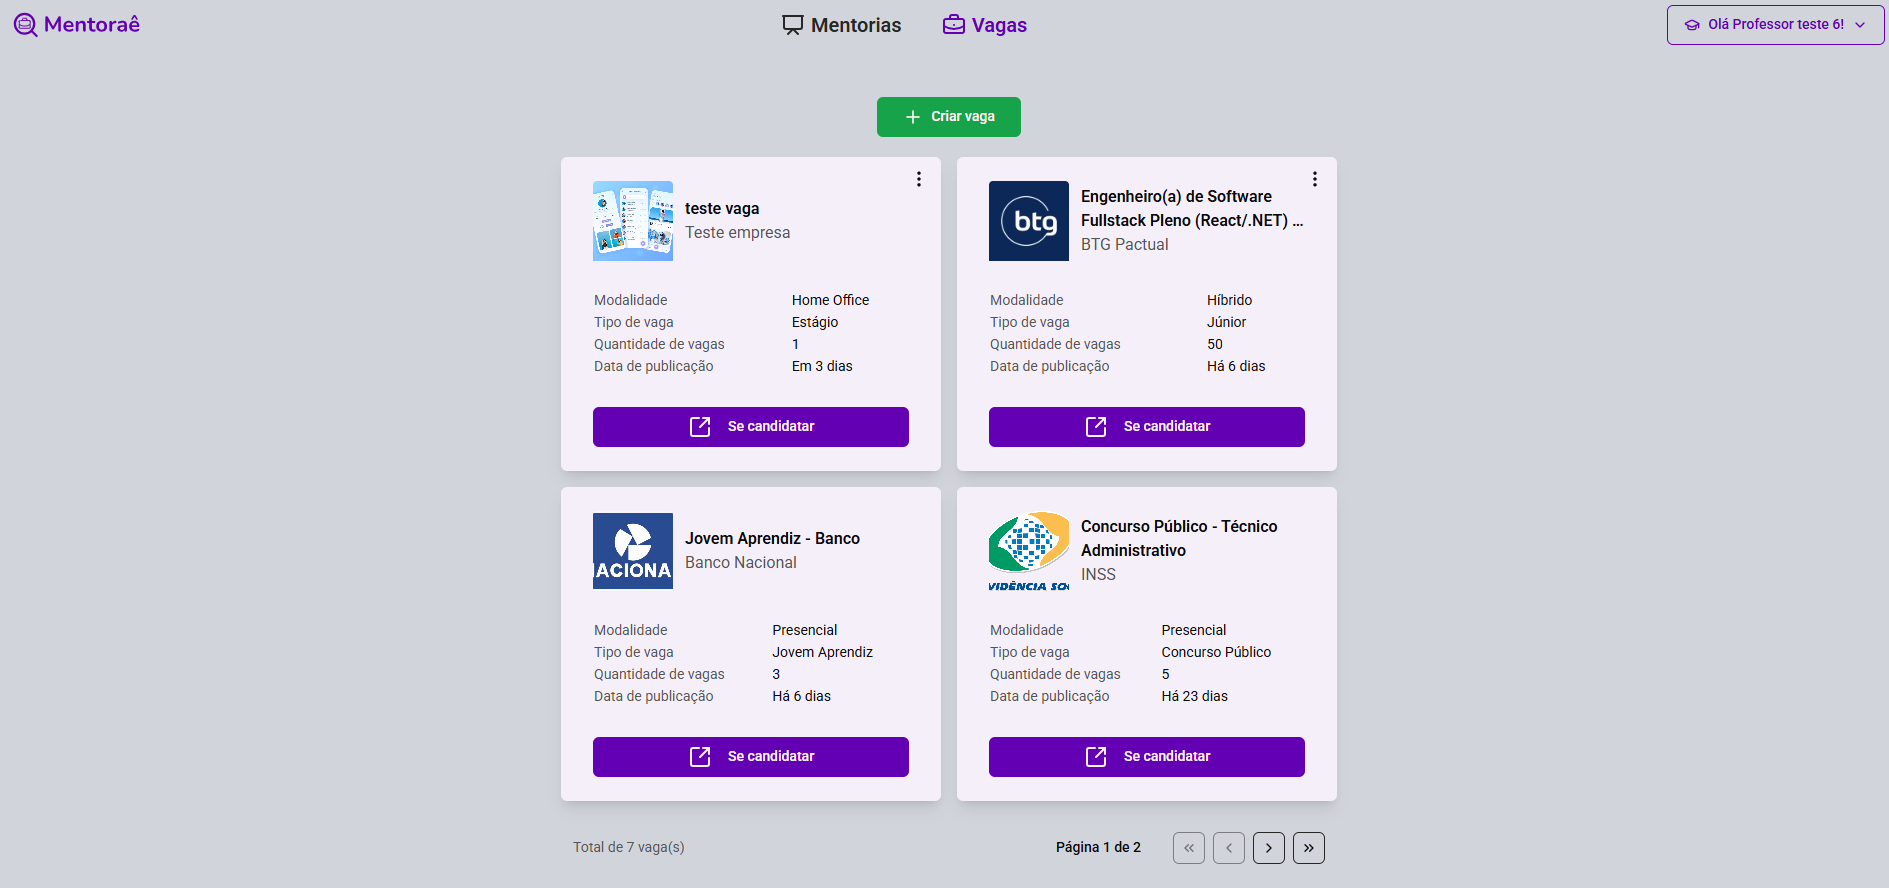 Mentoraê
Mentorias
Vagas
Olá Professor teste 6!
Criar vaga
teste vaga
Teste empresa
Modalidade Home Office
Tipo de vaga Estágio
Quantidade de vagas 1
Data de publicação Em 3 dias
Se candidatar
btg
Engenheiro(a) de Software
Fullstack Pleno (React/.NET) ...
BTG Pactual
Modalidade Híbrido
Tipo de vaga Júnior
Quantidade de vagas 50
Data de publicação Há 6 dias
Se candidatar
ACIONA
Jovem Aprendiz - Banco
Banco Nacional
Modalidade Presencial
Tipo de vaga Jovem Aprendiz
Quantidade de vagas 3
Data de publicação Há 6 dias
Se candidatar
VIDÊNCIA SO
Concurso Público - Técnico
Administrativo
INSS
Modalidade Presencial
Tipo de vaga Concurso Público
Quantidade de vagas 5
Data de publicação Há 23 dias
Se candidatar
Total de 7 vaga(s)
Página 1 de 2